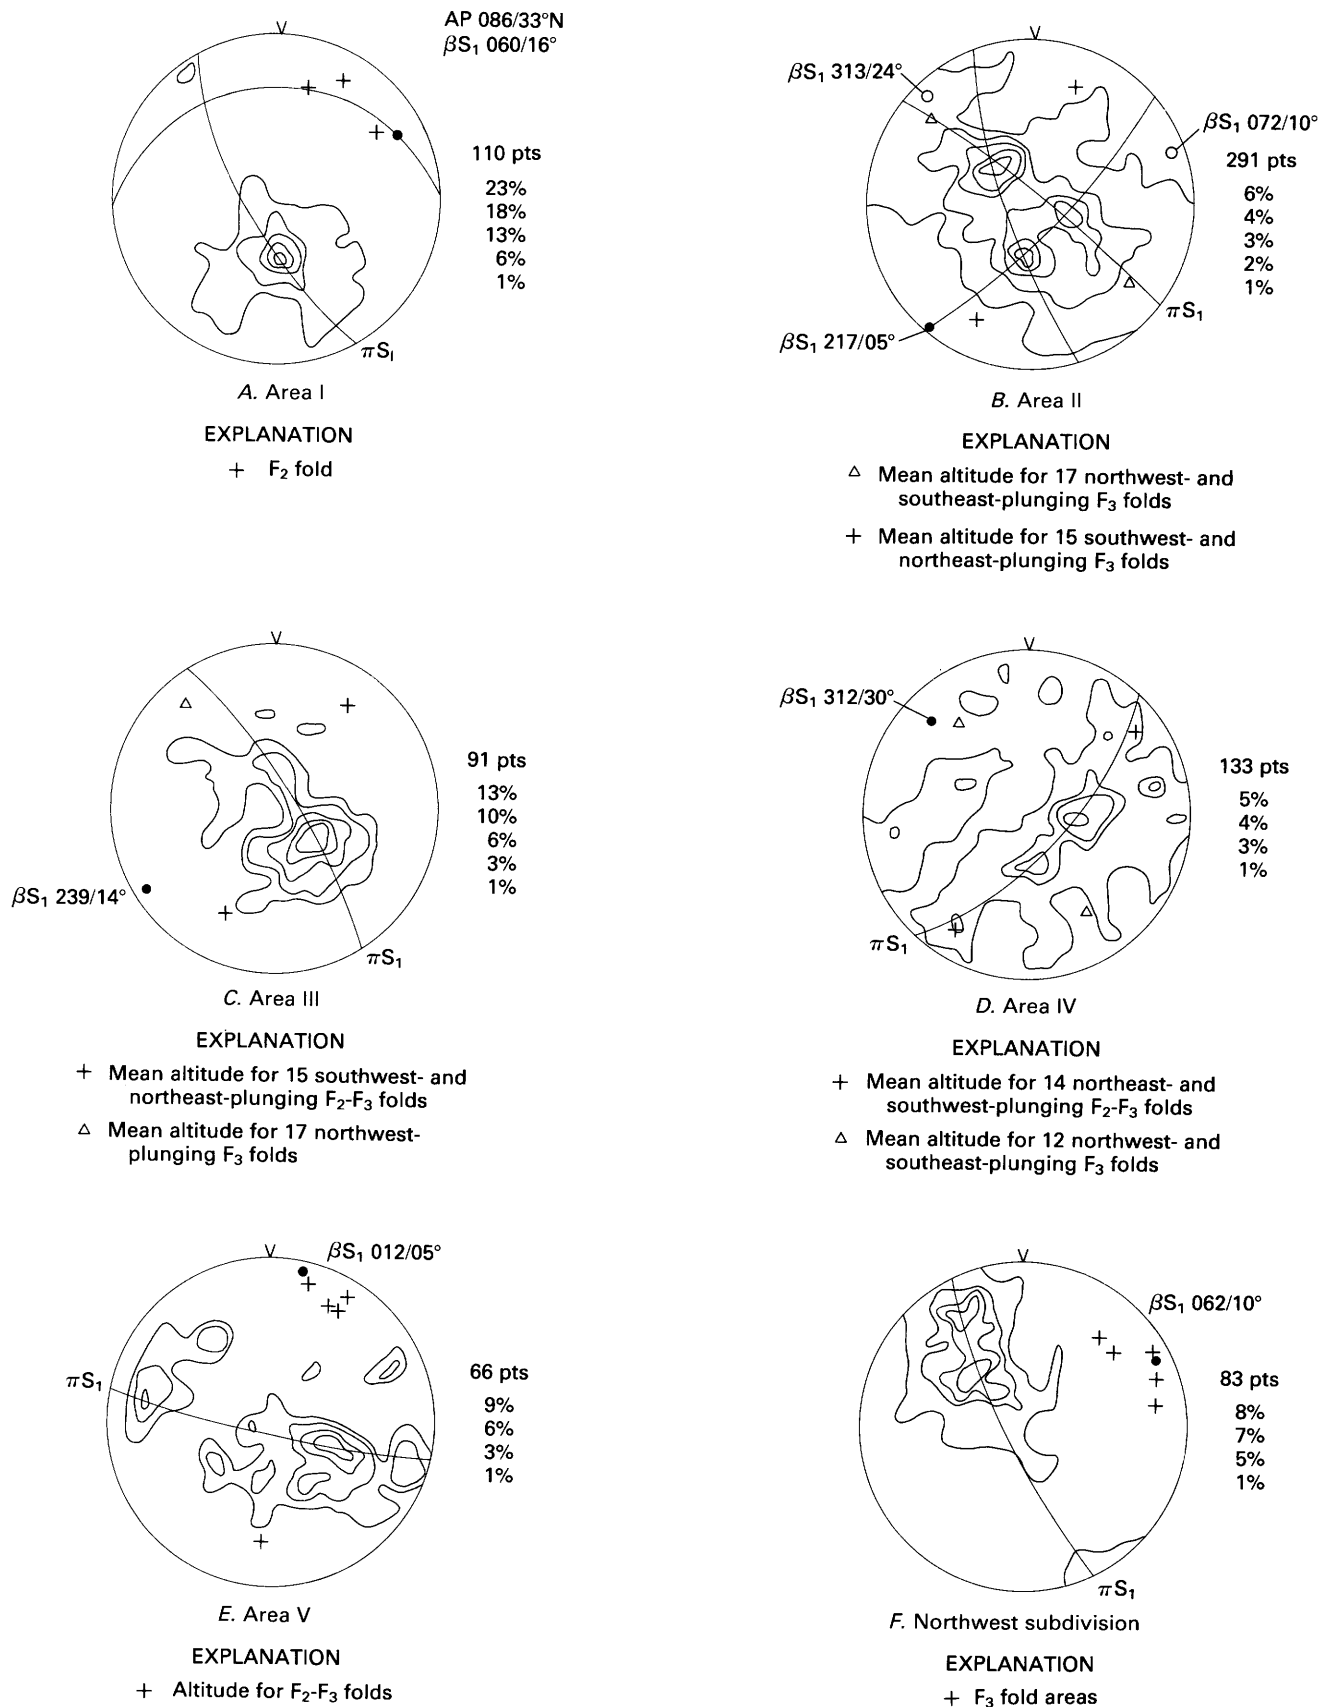 AP 086/33°N
βS₁ 060/16°
110 pts
23%
18%
13%
6%
1%
πSₗ
A. Area I
EXPLANATION
+ F₂ fold
βS₁ 313/24°
βS₁ 072/10°
291 pts
6%
4%
3%
2%
1%
πS₁
βS₁ 217/05°
B. Area II
EXPLANATION
△ Mean altitude for 17 northwest- and
southeast-plunging F₃ folds
+ Mean altitude for 15 southwest- and
northeast-plunging F₃ folds
91 pts
13%
10%
6%
3%
1%
βS₁ 239/14°
πS₁
C. Area III
EXPLANATION
+ Mean altitude for 15 southwest- and
northeast-plunging F₂-F₃ folds
△ Mean altitude for 17 northwest-
plunging F₃ folds
βS₁ 312/30°
133 pts
5%
4%
3%
1%
πS₁
D. Area IV
EXPLANATION
+ Mean altitude for 14 northeast- and
southwest-plunging F₂-F₃ folds
△ Mean altitude for 12 northwest- and
southeast-plunging F₃ folds
βS₁ 012/05°
πS₁
66 pts
9%
6%
3%
1%
E. Area V
EXPLANATION
+ Altitude for F₂-F₃ folds
βS₁ 062/10°
83 pts
8%
7%
5%
1%
πS₁
F. Northwest subdivision
EXPLANATION
+ F₃ fold areas